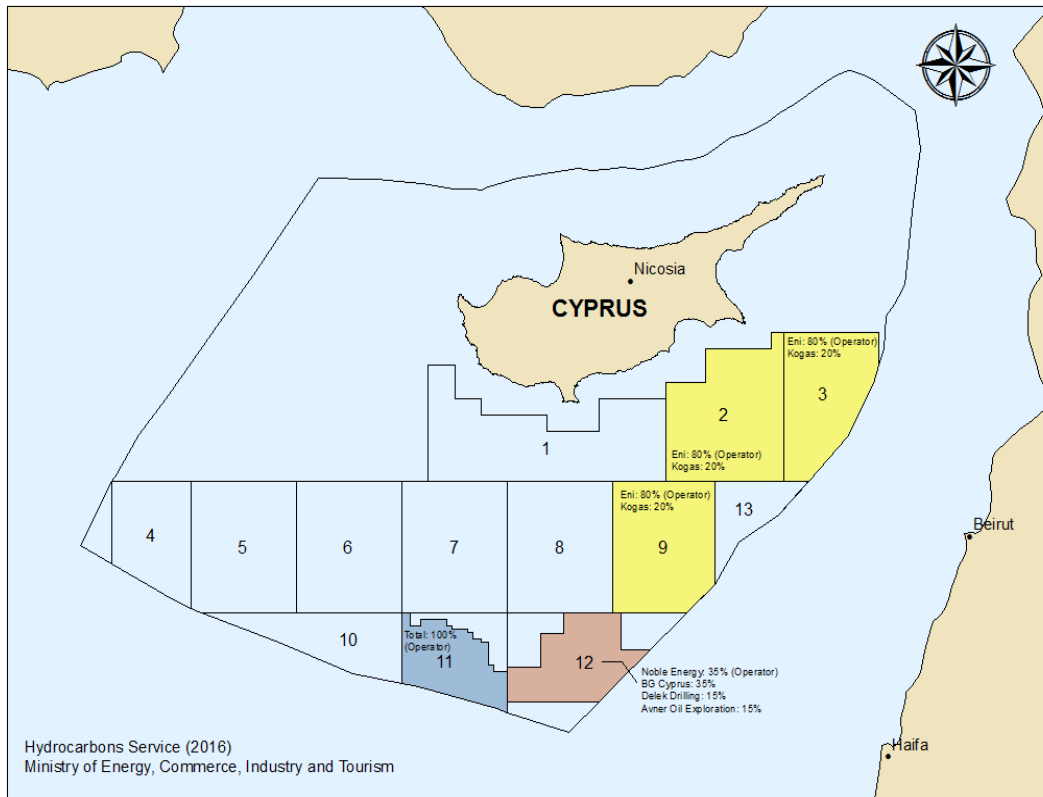 Nicosia
CYPRUS
Eni: 80% (Operator)
Kogas: 20%
3
2
1
Eni: 80% (Operator)
Kogas: 20%
Eni: 80% (Operator)
Kogas: 20%
13
4
5
6
7
8
9
Beirut
10
Total: 100%
(Operator)
11
12
Noble Energy: 35% (Operator)
BG Cyprus: 35%
Delek Drilling: 15%
Avner Oil Exploration: 15%
Haifa
Hydrocarbons Service (2016)
Ministry of Energy, Commerce, Industry and Tourism